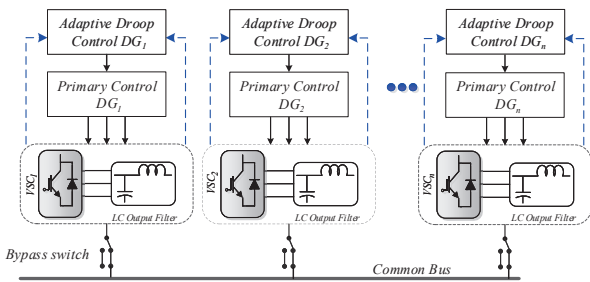 Adaptive Droop
Control DG1
Adaptive Droop
Control DG2
Adaptive Droop
Control DGn
Primary Control
DG1
Primary Control
DG2
Primary Control
DGn
VSC1
LC Output Filter
VSC2
LC Output Filter
VSCn
LC Output Filter
Bypass switch
Common Bus